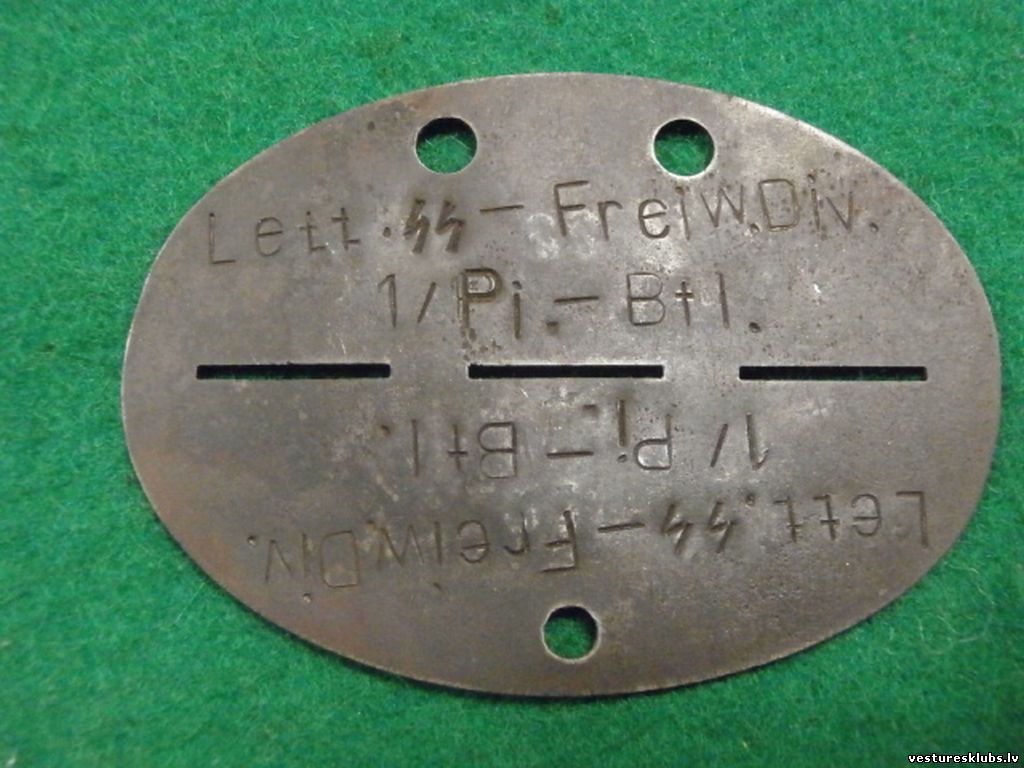 Lett.ᛋᛋ-Freiw.Div.
1/Pi.-Btl.
1/Pi.-Btl.
Lett.ᛋᛋ-Freiw.Div.
vesturesklubs.lv